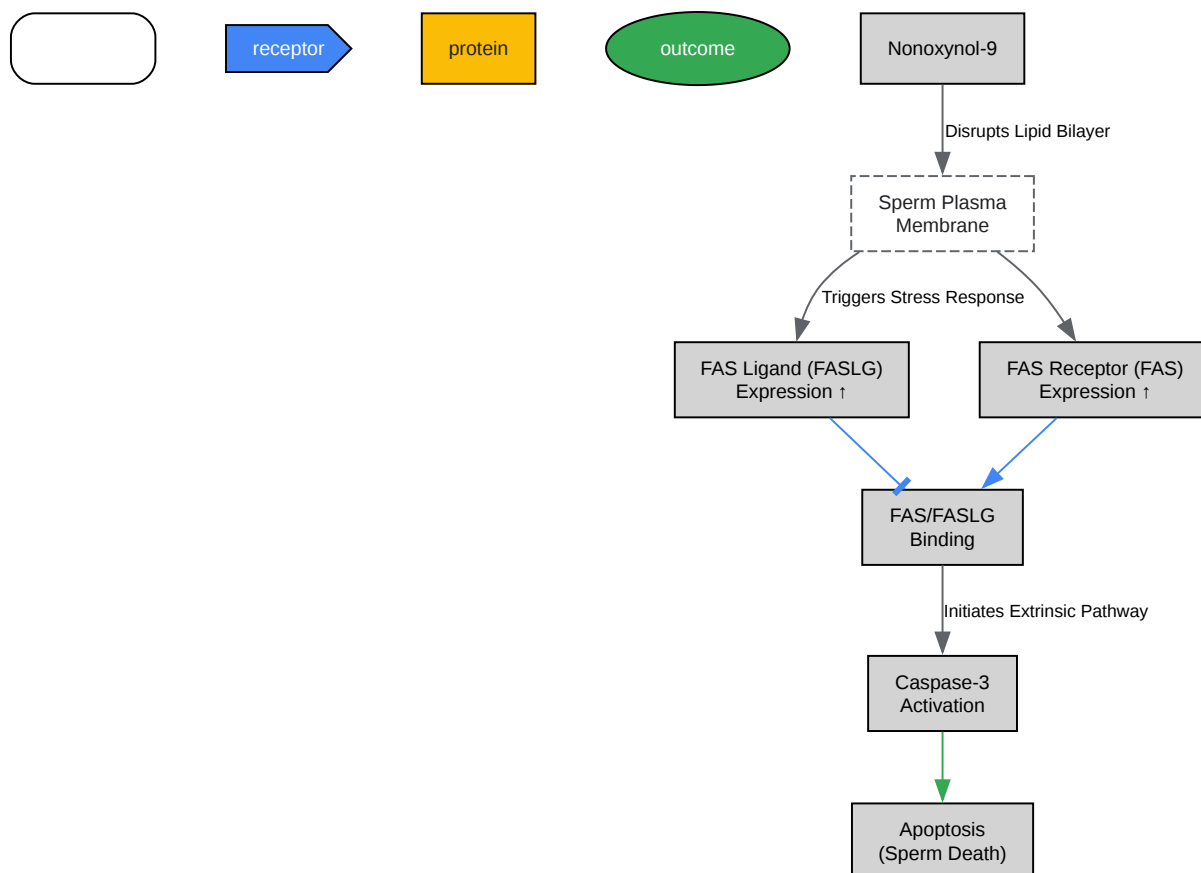 receptor
protein
outcome
Nonoxynol-9
Disrupts Lipid Bilayer
Sperm Plasma
Membrane
Triggers Stress Response
FAS Ligand (FASLG)
Expression ↑
FAS Receptor (FAS)
Expression ↑
FAS/FASLG
Binding
Initiates Extrinsic Pathway
Caspase-3
Activation
Apoptosis
(Sperm Death)